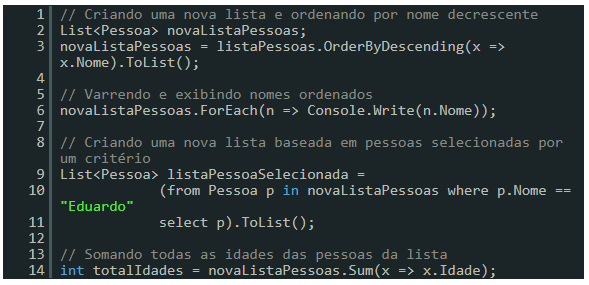 1 // Criando uma nova lista e ordenando por nome decrescente
2 List<Pessoa> novaListaPessoas;
3 novaListaPessoas = listaPessoas.OrderByDescending(x =>
x.Nome).ToList();
4
5 // Varrendo e exibindo nomes ordenados
6 novaListaPessoas.ForEach(n => Console.Write(n.Nome));
7
8 // Criando uma nova lista baseada em pessoas selecionadas por
um critério
9 List<Pessoa> listaPessoaSelecionada =
10 (from Pessoa p in novaListaPessoas where p.Nome ==
"Eduardo"
11 select p).ToList();
12
13 // Somando todas as idades das pessoas da lista
14 int totalIdades = novaListaPessoas.Sum(x => x.Idade);